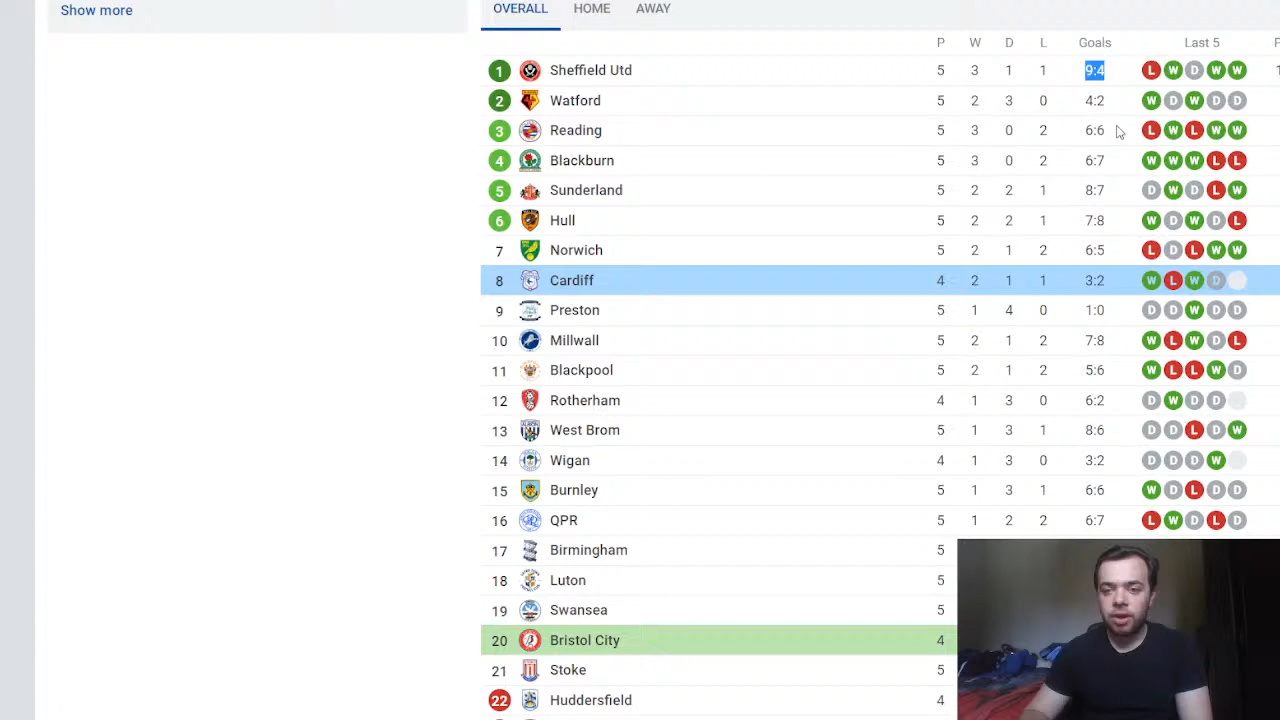 Show more
OVERALL HOME AWAY
P W D L Goals Last 5
1 Sheffield Utd 5 3 1 1 9:4 L W D W W
2 Watford 5 2 3 0 4:2 W D W D D
3 Reading 5 3 0 2 6:6 L W L W W
4 Blackburn 5 3 0 2 6:7 W W W L L
5 Sunderland 5 2 2 1 8:7 D W D L W
6 Hull 5 2 2 1 7:8 W D W D L
7 Norwich 5 2 1 2 6:5 L D L W W
8 Cardiff 4 2 1 1 3:2 W L W D
9 Preston 5 1 4 0 1:0 D D W D D
10 Millwall 5 2 1 2 7:8 W L W D L
11 Blackpool 5 2 1 2 5:6 W L L W D
12 Rotherham 4 1 3 0 6:2 D W D D
13 West Brom 5 1 3 1 8:6 D D L D W
14 Wigan 4 1 3 0 3:2 D D D W
15 Burnley 5 1 3 1 6:6 W D L D D
16 QPR 5 1 2 2 6:7 L W D L D
17 Birmingham 5
18 Luton 5
19 Swansea 5
20 Bristol City 4
21 Stoke 5
22 Huddersfield 4